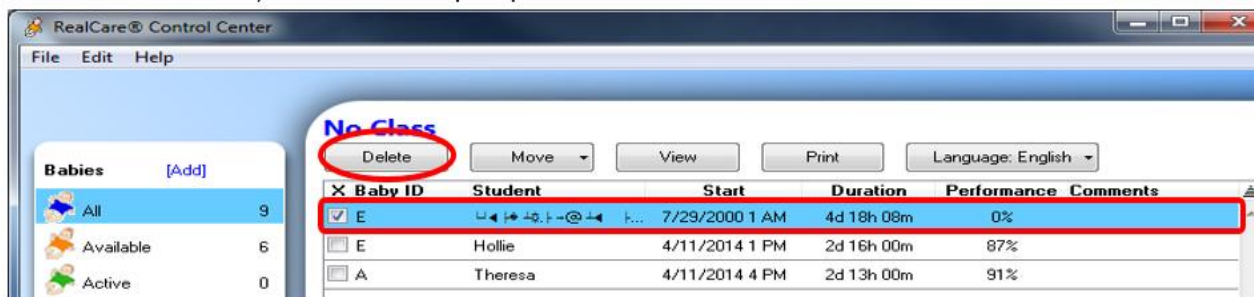 RealCare® Control Center
File Edit Help
No Class
Delete Move View Print Language: English
Babies [Add]
X Baby ID Student Start Duration Performance Comments
All 9
E 7/29/2000 1 AM 4d 18h 08m 0%
Available 6
E Hollie 4/11/2014 1 PM 2d 16h 00m 87%
Active 0
A Theresa 4/11/2014 4 PM 2d 13h 00m 91%